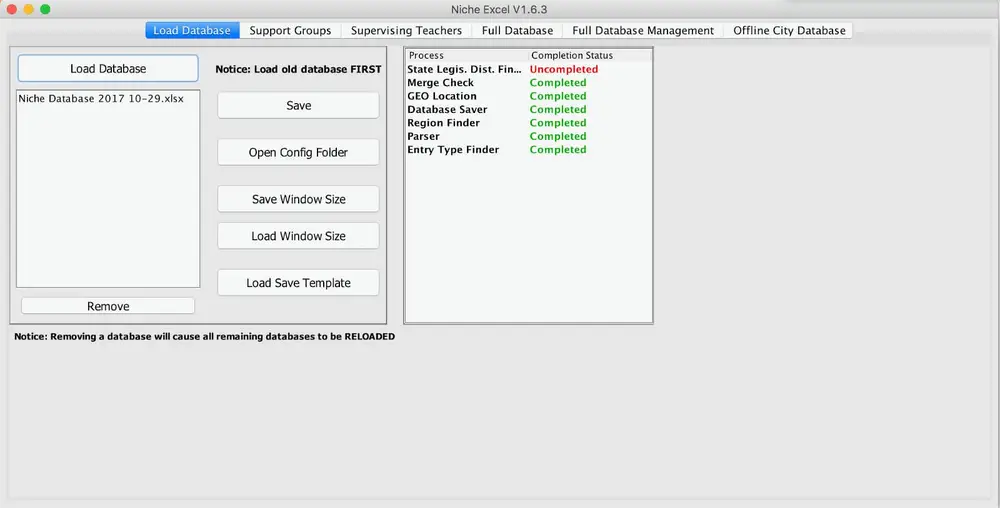 Niche Excel V1.6.3
Load Database
Support Groups
Supervising Teachers
Full Database
Full Database Management
Offline City Database
Load Database
Notice: Load old database FIRST
Niche Database 2017 10-29.xlsx
Save
Open Config Folder
Save Window Size
Load Window Size
Load Save Template
Remove
Notice: Removing a database will cause all remaining databases to be RELOADED
Process Completion Status
State Legis. Dist. Fin... Uncompleted
Merge Check Completed
GEO Location Completed
Database Saver Completed
Region Finder Completed
Parser Completed
Entry Type Finder Completed